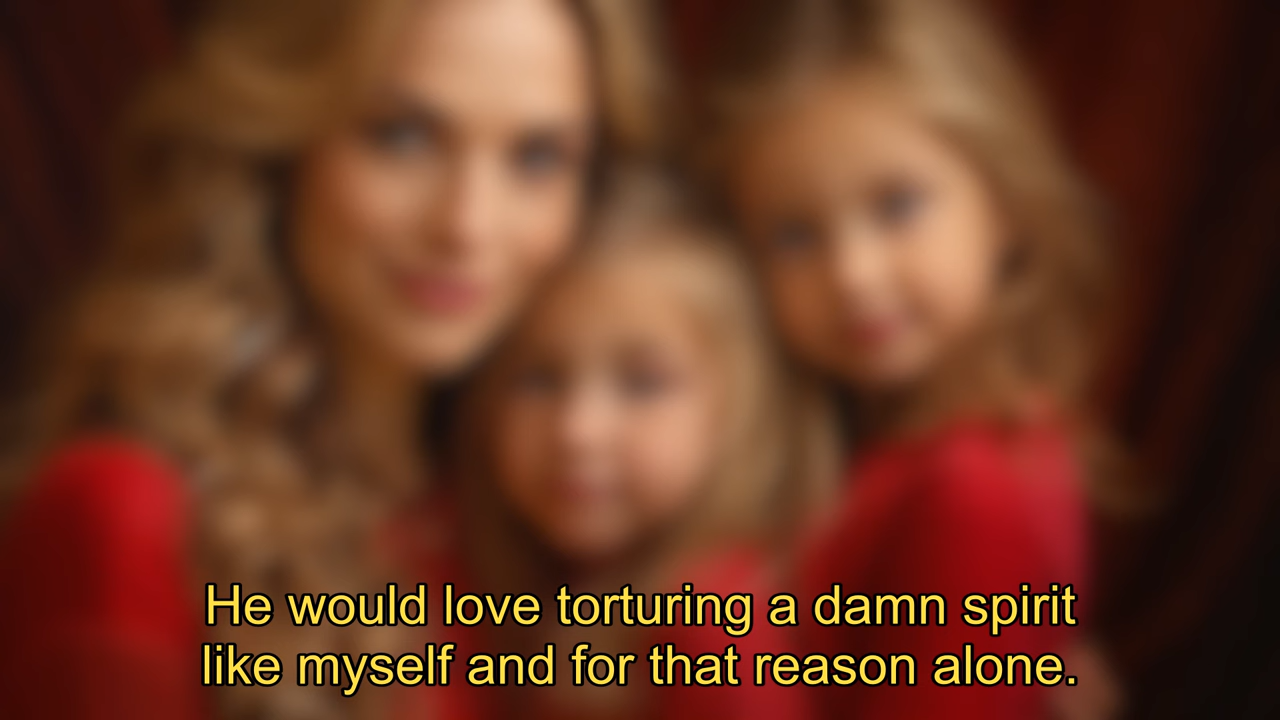 He would love torturing a damn spirit
like myself and for that reason alone.